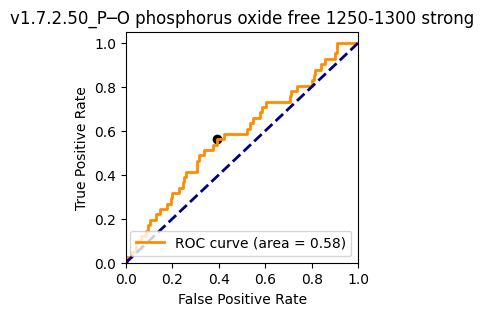 v1.7.2.50_P─O phosphorus oxide free 1250-1300 strong
1.0
0.8
0.6
0.4
0.2
0.0
True Positive Rate
ROC curve (area = 0.58)
0.0 0.2 0.4 0.6 0.8 1.0
False Positive Rate